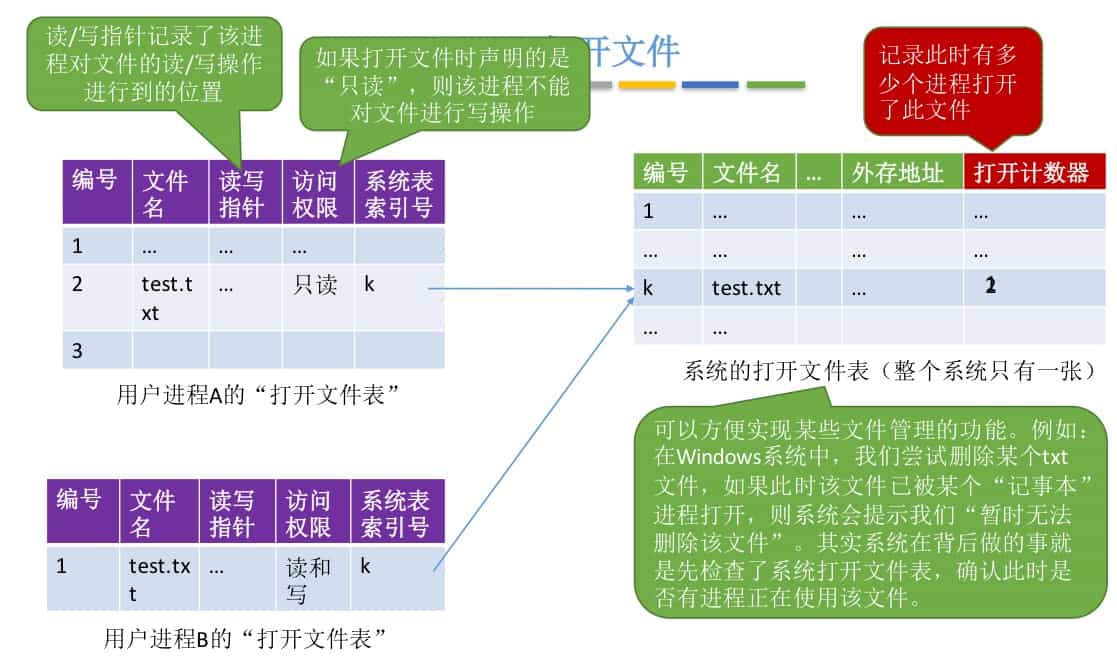 开文件
读/写指针记录了该进
程对文件的读/写操作
进行到的位置
如果打开文件时声明的是
“只读”，则该进程不能
对文件进行写操作
记录此时有多
少个进程打开
了此文件
编号 文件名 读写指针 访问权限 系统表索引号
1 … … …
2 test.txt … 只读 k
3
用户进程A的“打开文件表”
编号 文件名 … 外存地址 打开计数器
1 … … …
… … … …
k test.txt …
… …
系统的打开文件表（整个系统只有一张）
可以方便实现某些文件管理的功能。例如：
在Windows系统中，我们尝试删除某个txt
文件，如果此时该文件已被某个“记事本”
进程打开，则系统会提示我们“暂时无法
删除该文件”。其实系统在背后做的事就
是先检查了系统打开文件表，确认此时是
否有进程正在使用该文件。
编号 文件名 读写指针 访问权限 系统表索引号
1 test.txt … 读和写 k
用户进程B的“打开文件表”